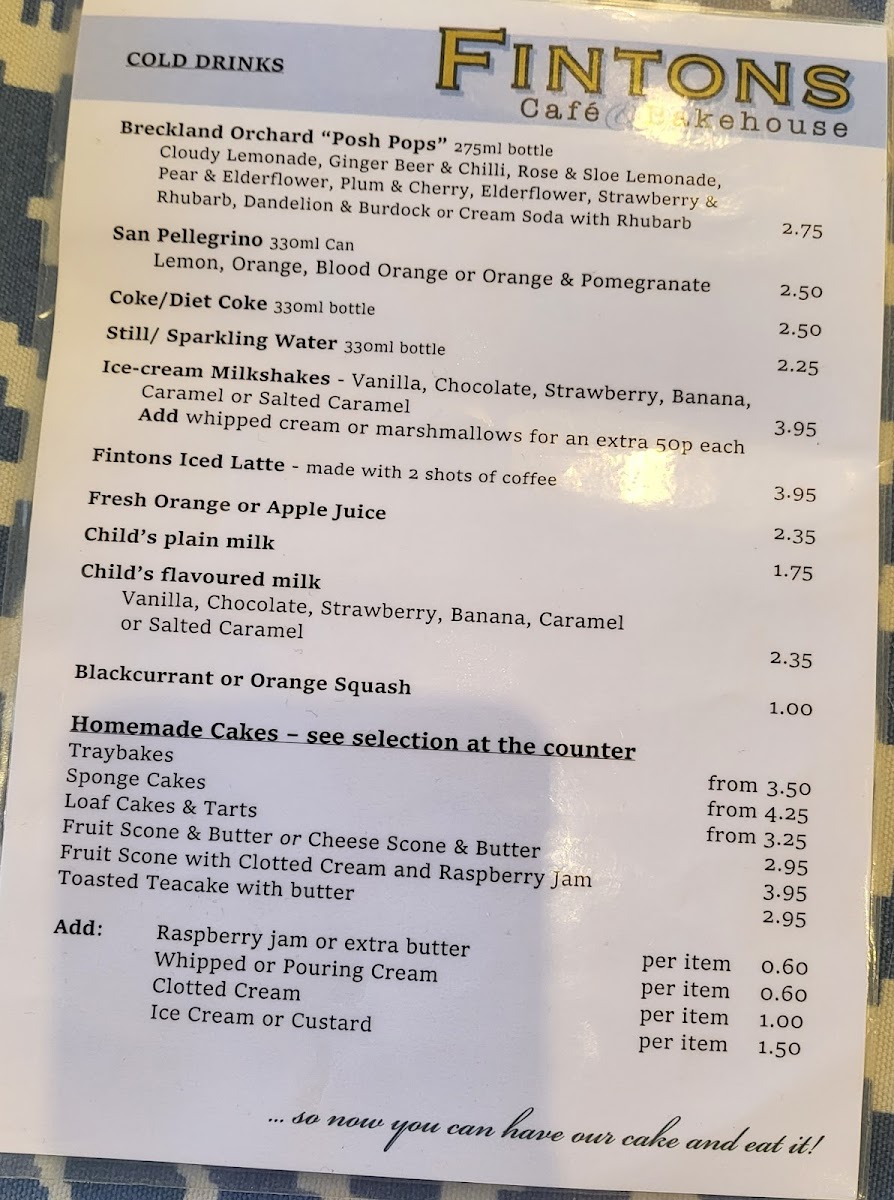 COLD DRINKS
FINTONS
Café & Bakehouse
Breckland Orchard “Posh Pops” 275ml bottle
Cloudy Lemonade, Ginger Beer & Chilli, Rose & Sloe Lemonade,
Pear & Elderflower, Plum & Cherry, Elderflower, Strawberry &
Rhubarb, Dandelion & Burdock or Cream Soda with Rhubarb 2.75
San Pellegrino 330ml Can
Lemon, Orange, Blood Orange or Orange & Pomegranate 2.50
Coke/Diet Coke 330ml bottle 2.50
Still/ Sparkling Water 330ml bottle 2.25
Ice-cream Milkshakes - Vanilla, Chocolate, Strawberry, Banana,
Caramel or Salted Caramel 3.95
Add whipped cream or marshmallows for an extra 50p each
Fintons Iced Latte - made with 2 shots of coffee 3.95
Fresh Orange or Apple Juice 2.35
Child’s plain milk 1.75
Child’s flavoured milk
Vanilla, Chocolate, Strawberry, Banana, Caramel
or Salted Caramel 2.35
Blackcurrant or Orange Squash 1.00
Homemade Cakes – see selection at the counter
Traybakes from 3.50
Sponge Cakes from 4.25
Loaf Cakes & Tarts from 3.25
Fruit Scone & Butter or Cheese Scone & Butter 2.95
Fruit Scone with Clotted Cream and Raspberry Jam 3.95
Toasted Teacake with butter 2.95
Add: Raspberry jam or extra butter per item 0.60
Whipped or Pouring Cream per item 0.60
Clotted Cream per item 1.00
Ice Cream or Custard per item 1.50
... so now you can have our cake and eat it!